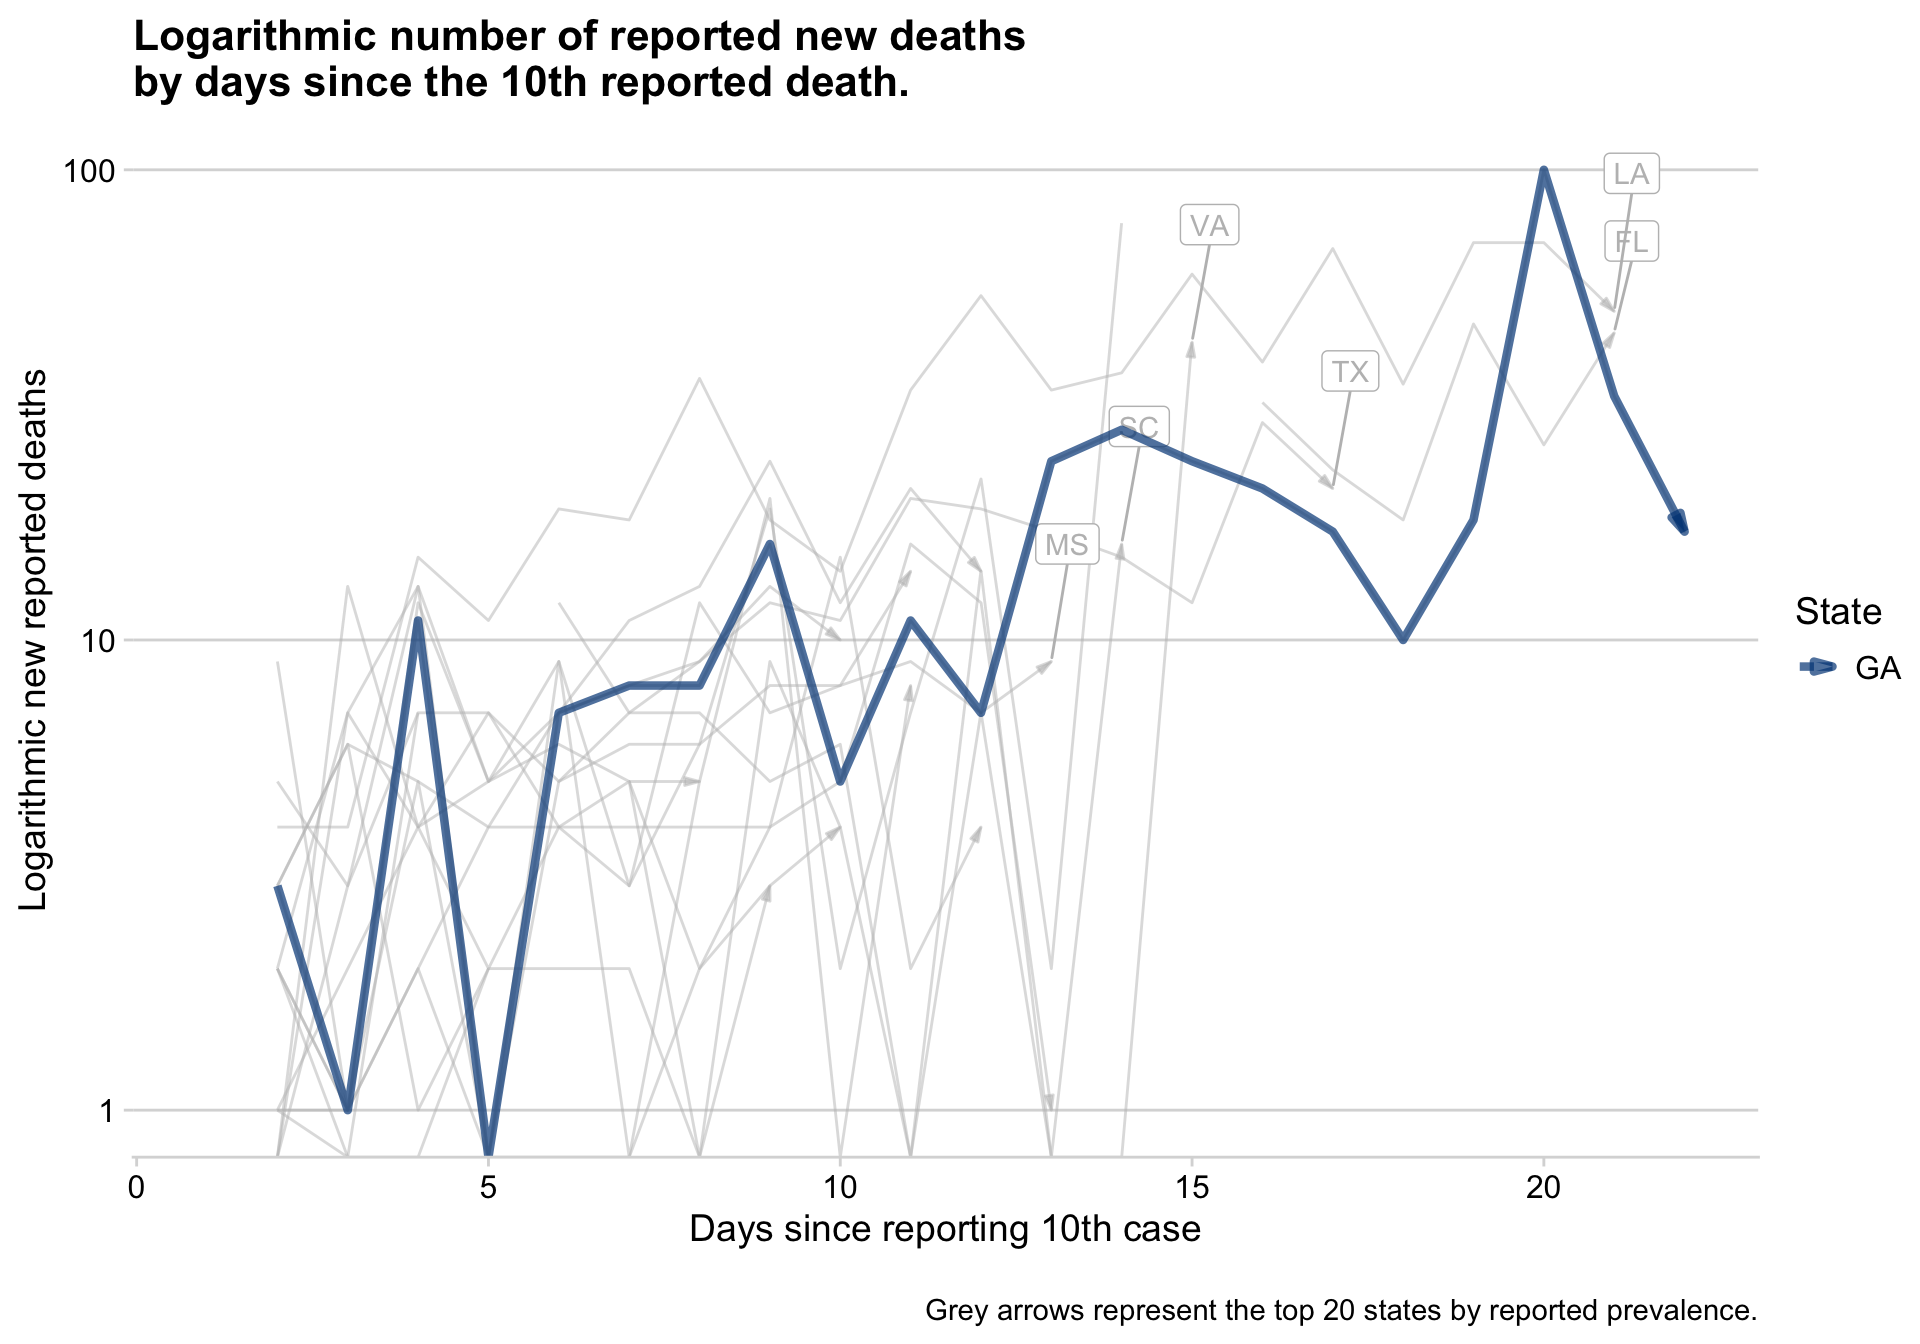 Logarithmic number of reported new deaths
by days since the 10th reported death.
Logarithmic new reported deaths
100
10
1
LA
FL
VA
TX
SC
MS
State
GA
0 5 10 15 20
Days since reporting 10th case
Grey arrows represent the top 20 states by reported prevalence.